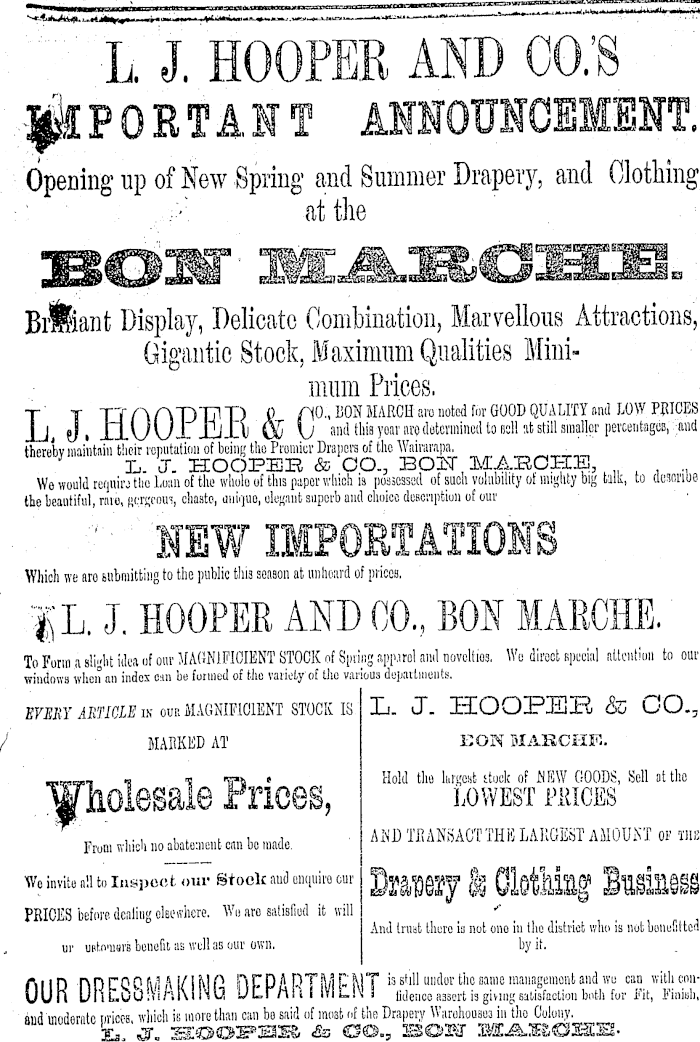 L. J. HOOPER AND CO.'S
IMPORTANT ANNOUNCEMENT.
Opening up of New Spring and Summer Drapery, and Clothing
at the
BON MARCHE.
Brilliant Display, Delicate Combination, Marvellous Attractions,
Gigantic Stock, Maximum Qualities Mini-
mum Prices.
L. J. HOOPER & CO., BON MARCH are noted for GOOD QUALITY and LOW PRICES
and this year are determined to sell at still smaller percentages, and
thereby maintain their reputation of being the Premier Drapers of the Wairarapa.
L. J. HOOPER & CO., BON MARCHE,
We would require the Loan of the whole of this paper which is possessed of such volubility of mighty big talk, to describe
the beautiful, rare, gorgeous, chaste, unique, elegant superb and choice description of our
NEW IMPORTATIONS
Which we are submitting to the public this season at unheard of prices.
L. J. HOOPER AND CO., BON MARCHE.
To Form a slight idea of our MAGNIFICIENT STOCK of Spring apparel and novelties. We direct special attention to our
windows when an index can be formed of the variety of the various departments.
EVERY ARTICLE IN OUR MAGNIFICIENT STOCK IS
MARKED AT
Wholesale Prices,
From which no abatement can be made.
We invite all to Inspect our Stock and enquire our
PRICES before dealing elsewhere. We are satisfied it will
ur ustomers benefit as well as our own.
L. J. HOOPER & CO.,
BON MARCHE.
Hold the largest stock of NEW GOODS, Sell at the
LOWEST PRICES
AND TRANSACT THE LARGEST AMOUNT OF THE
Drapery & Clothing Business
And trust there is not one in the district who is not benefitted
by it.
OUR DRESSMAKING DEPARTMENT is still under the same management and we can with con-
fidence assert is giving satisfaction both for Fit, Finish,
and moderate prices, which is more than can be said of most of the Drapery Warehouses in the Colony.
L. J. HOOPER & CO., BON MARCHE.